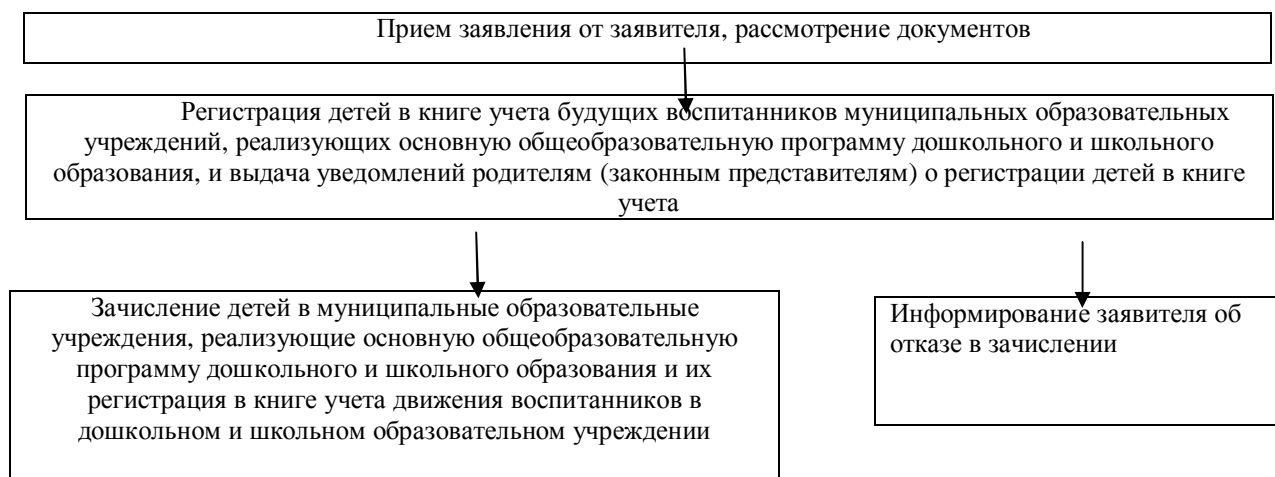 Прием заявления от заявителя, рассмотрение документов
Регистрация детей в книге учета будущих воспитанников муниципальных образовательных
учреждений, реализующих основную общеобразовательную программу дошкольного и школьного
образования, и выдача уведомлений родителям (законным представителям) о регистрации детей в книге
учета
Зачисление детей в муниципальные образовательные
учреждения, реализующие основную общеобразовательную
программу дошкольного и школьного образования и их
регистрация в книге учета движения воспитанников в
дошкольном и школьном образовательном учреждении
Информирование заявителя об
отказе в зачислении